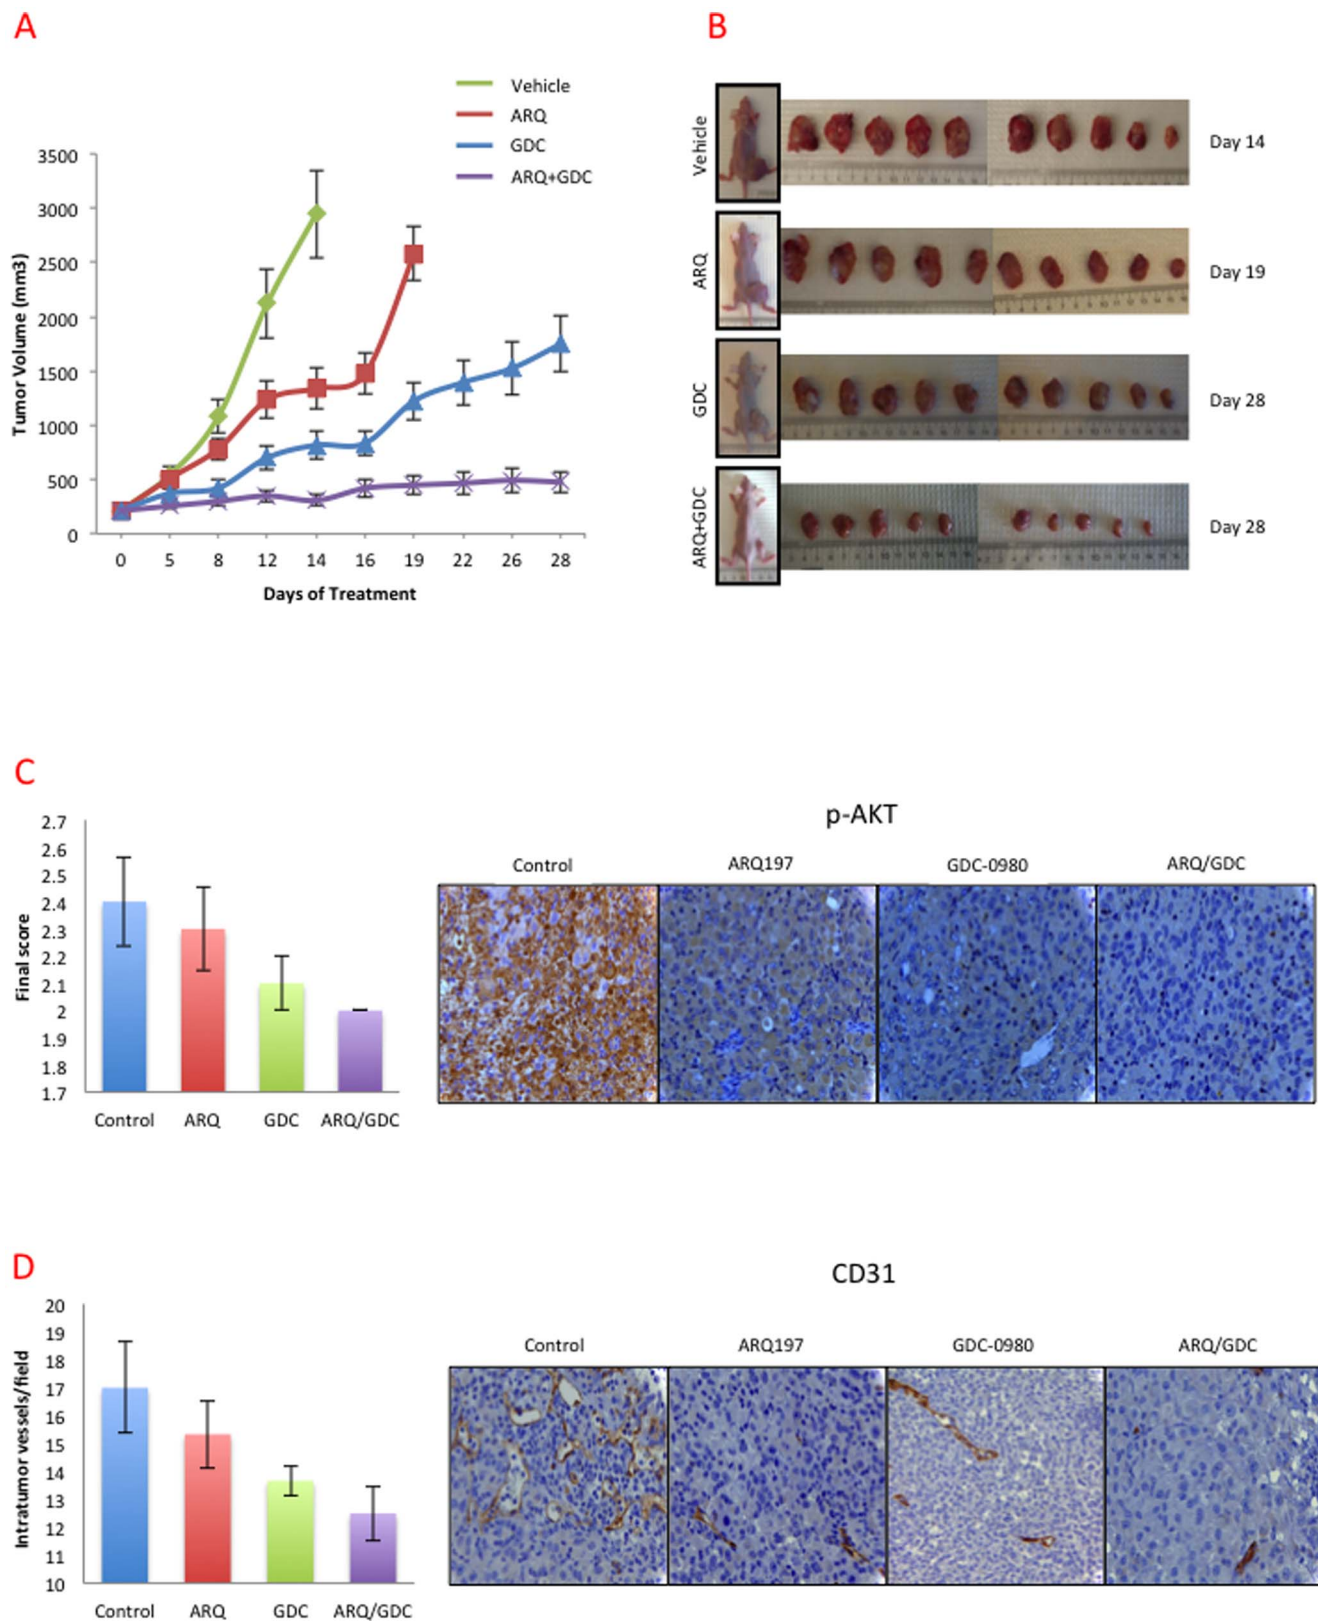 A
Vehicle
ARQ
GDC
ARQ+GDC
3500
3000
2500
2000
1500
1000
500
0
Tumor Volume (mm3)
0 5 8 12 14 16 19 22 26 28
Days of Treatment
B
Vehicle
Day 14
ARQ
Day 19
GDC
Day 28
ARQ+GDC
Day 28
C
2.7
2.6
2.5
2.4
2.3
2.2
2.1
2
1.9
1.8
1.7
Final score
Control ARQ GDC ARQ/GDC
p-AKT
Control ARQ197 GDC-0980 ARQ/GDC
D
20
19
18
17
16
15
14
13
12
11
10
Intratumor vessels/field
Control ARQ GDC ARQ/GDC
CD31
Control ARQ197 GDC-0980 ARQ/GDC